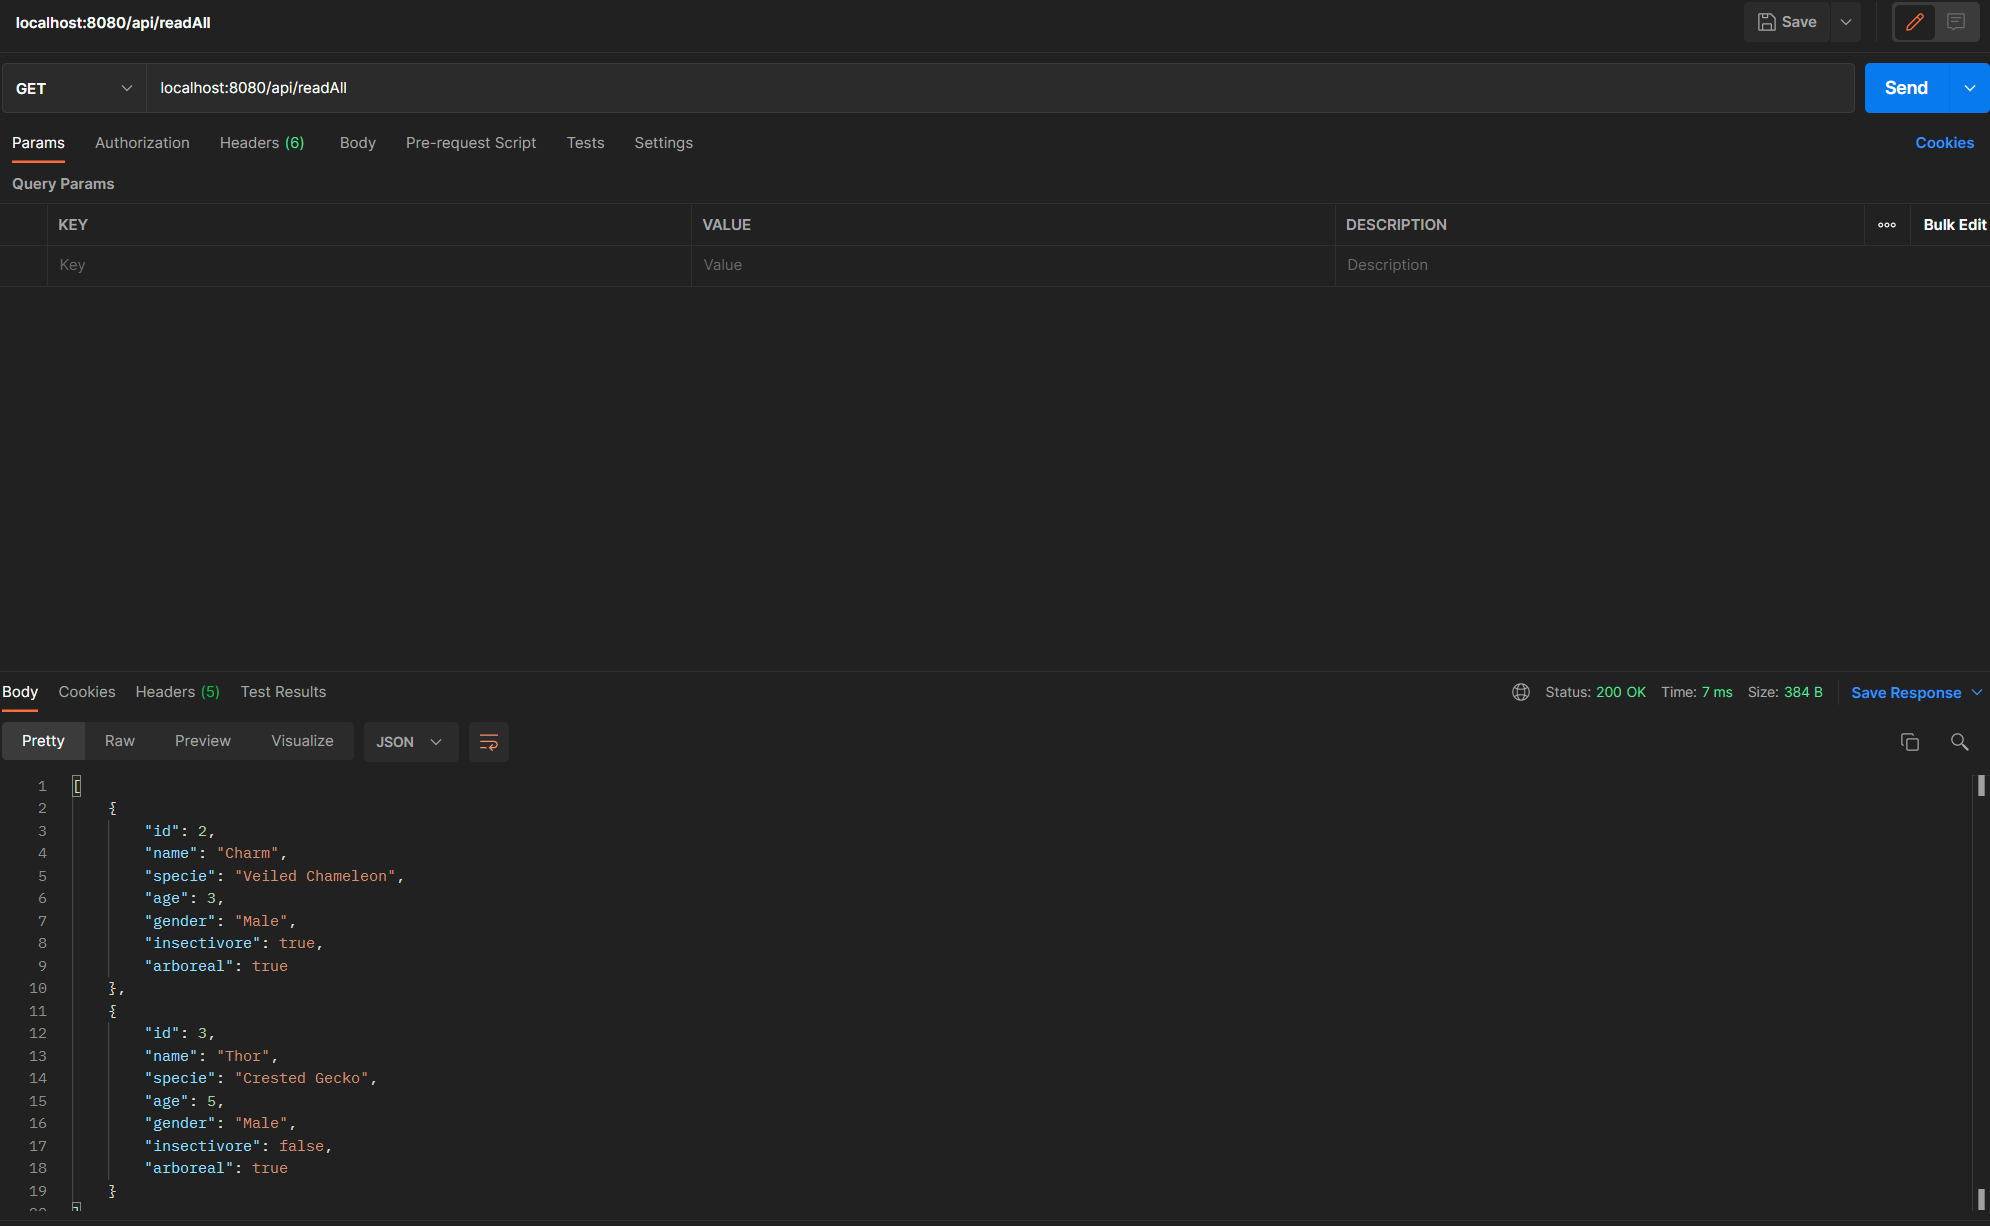 localhost:8080/api/readAll
Save
GET
localhost:8080/api/readAll
Send
Params Authorization Headers (6) Body Pre-request Script Tests Settings Cookies
Query Params
KEY VALUE DESCRIPTION ooo Bulk Edit
Key Value Description
Body Cookies Headers (5) Test Results Status: 200 OK Time: 7 ms Size: 384 B Save Response
Pretty Raw Preview Visualize JSON
1 [
2 {
3 "id": 2,
4 "name": "Charm",
5 "specie": "Veiled Chameleon",
6 "age": 3,
7 "gender": "Male",
8 "insectivore": true,
9 "arboreal": true
10 },
11 {
12 "id": 3,
13 "name": "Thor",
14 "specie": "Crested Gecko",
15 "age": 5,
16 "gender": "Male",
17 "insectivore": false,
18 "arboreal": true
19 }
20 ]